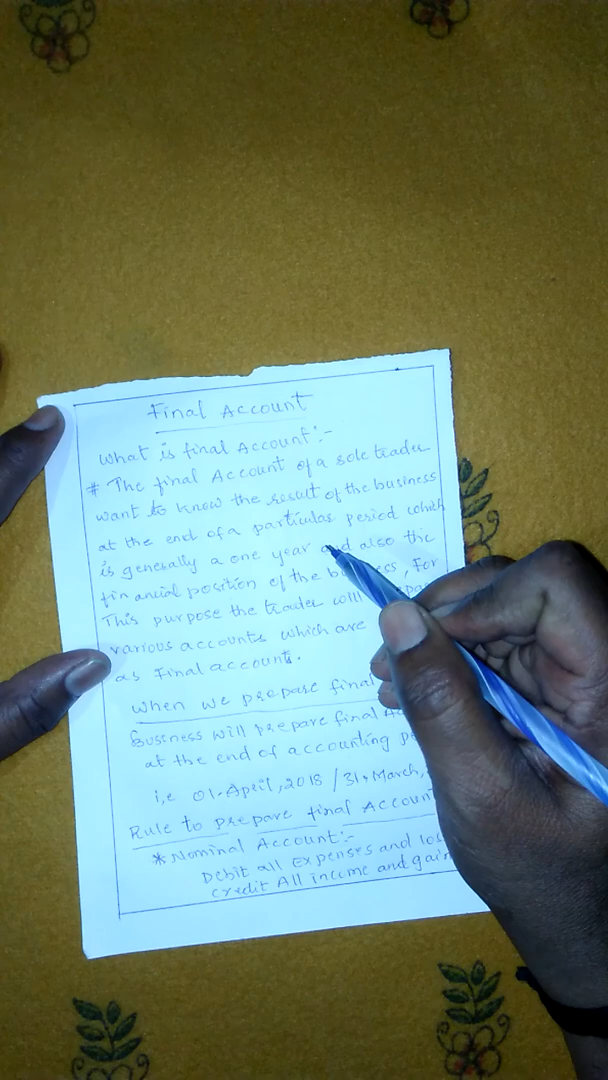 Final Account
What is final Account:-
# The final Account of a sole trader
want to know the result of the business
at the end of a particular period which
is generally a one year and also the
financial position of the ess, For
This purpose the trader will
various accounts which are
as Final accounts.
When we prepare final
Business will prepare final
at the end of accounting
i,e 01-April,2018 / 31,March,
Rule to prepare final Account
*Nominal Account:-
Debit all Expenses and los
credit All income and gain